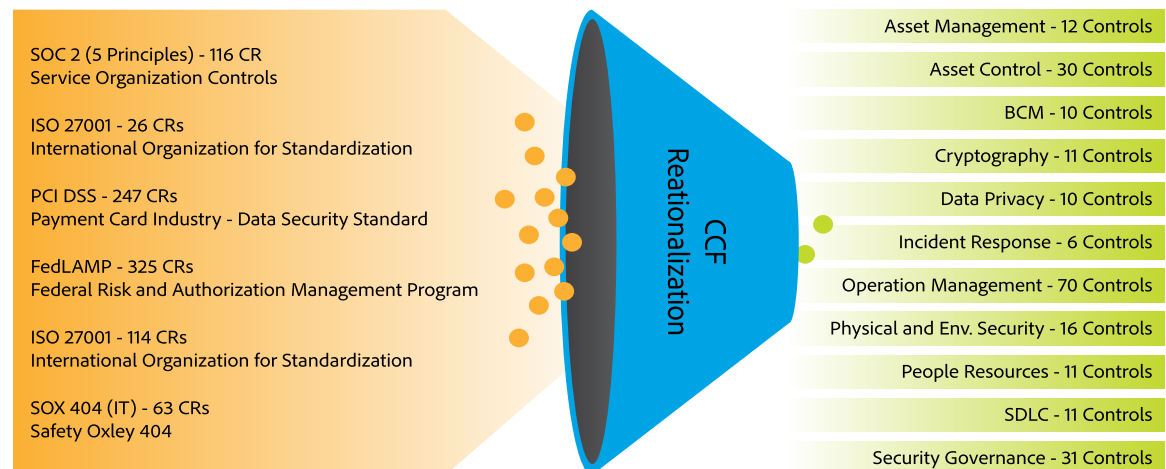 SOC 2 (5 Principles) - 116 CR
Service Organization Controls
ISO 27001 - 26 CRs
International Organization for Standardization
PCI DSS - 247 CRs
Payment Card Industry - Data Security Standard
FedLAMP - 325 CRs
Federal Risk and Authorization Management Program
ISO 27001 - 114 CRs
International Organization for Standardization
SOX 404 (IT) - 63 CRs
Safety Oxley 404
CCF
Reationalization
Asset Management - 12 Controls
Asset Control - 30 Controls
BCM - 10 Controls
Cryptography - 11 Controls
Data Privacy - 10 Controls
Incident Response - 6 Controls
Operation Management - 70 Controls
Physical and Env. Security - 16 Controls
People Resources - 11 Controls
SDLC - 11 Controls
Security Governance - 31 Controls